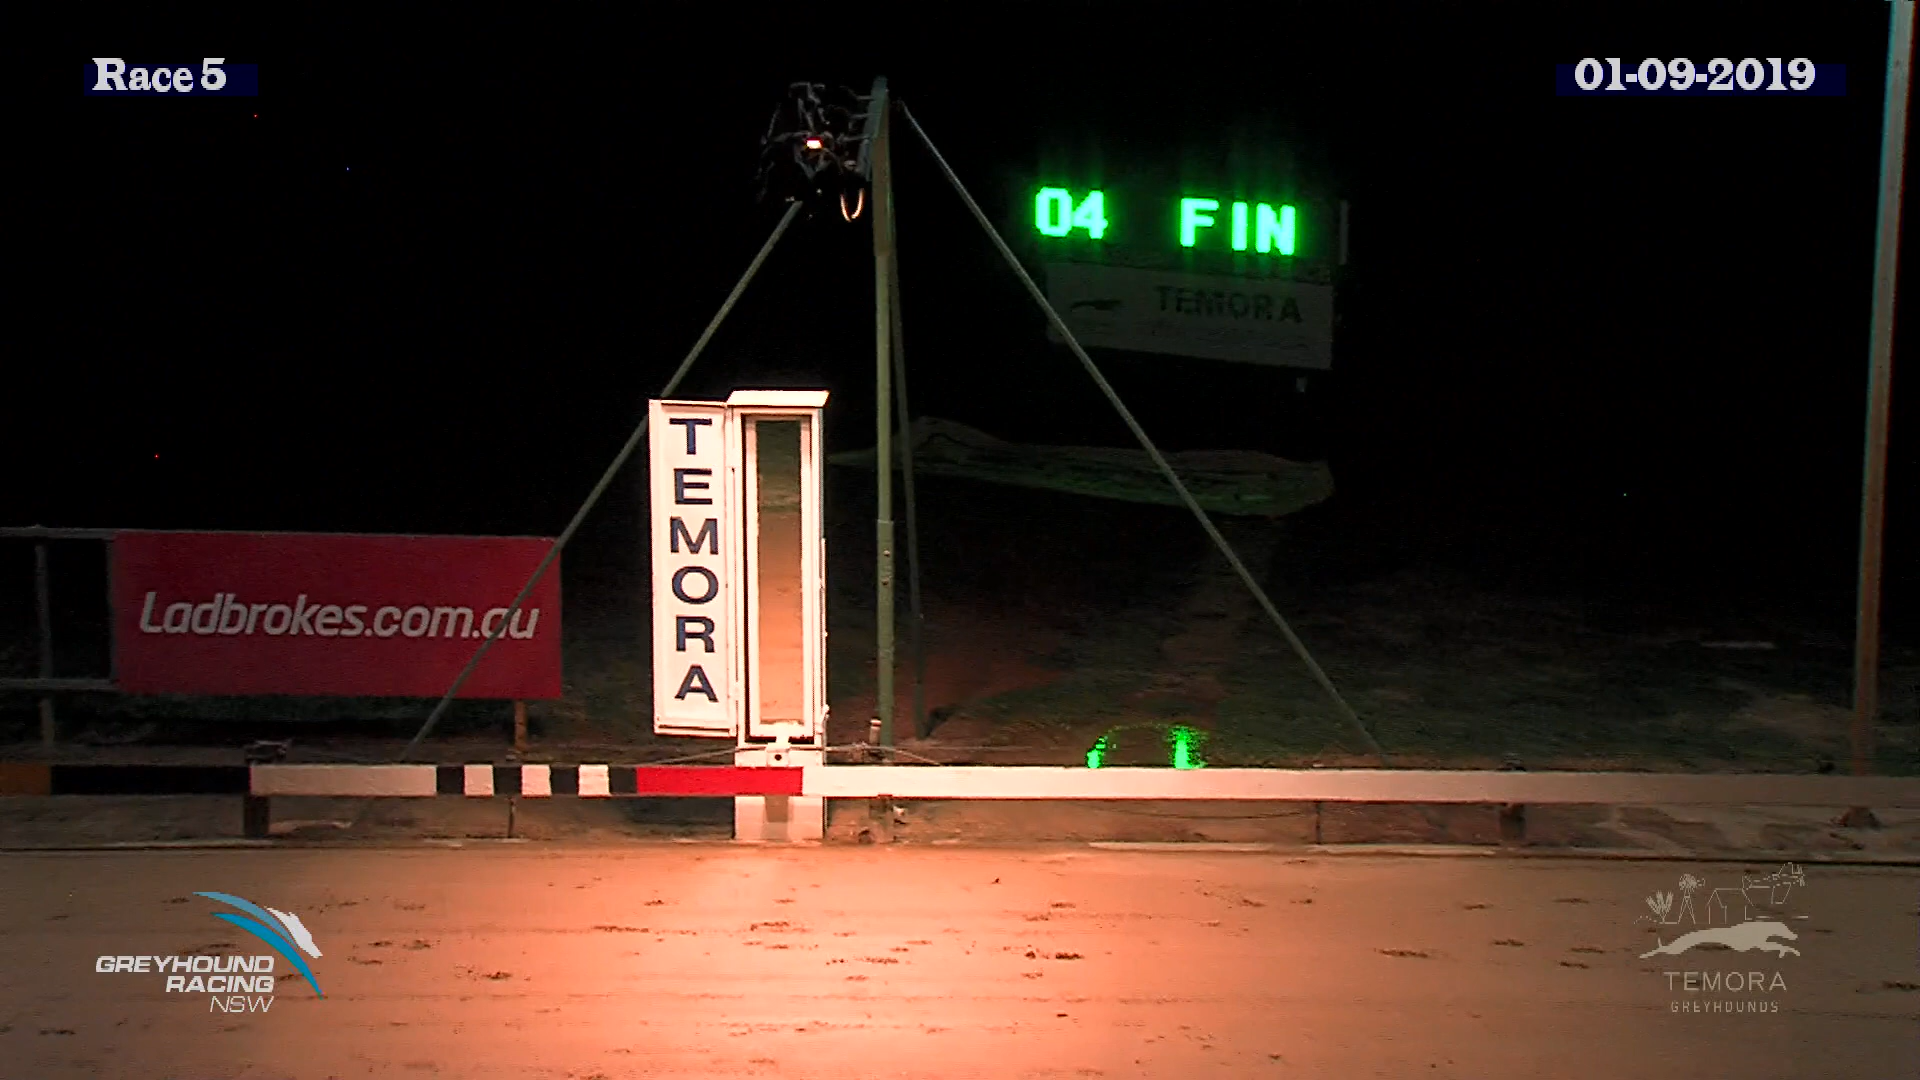 Race 5
01-09-2019
04 FIN
TEMORA
TEMORA
Ladbrokes.com.au
GREYHOUND
RACING
NSW
TEMORA
GREYHOUNDS